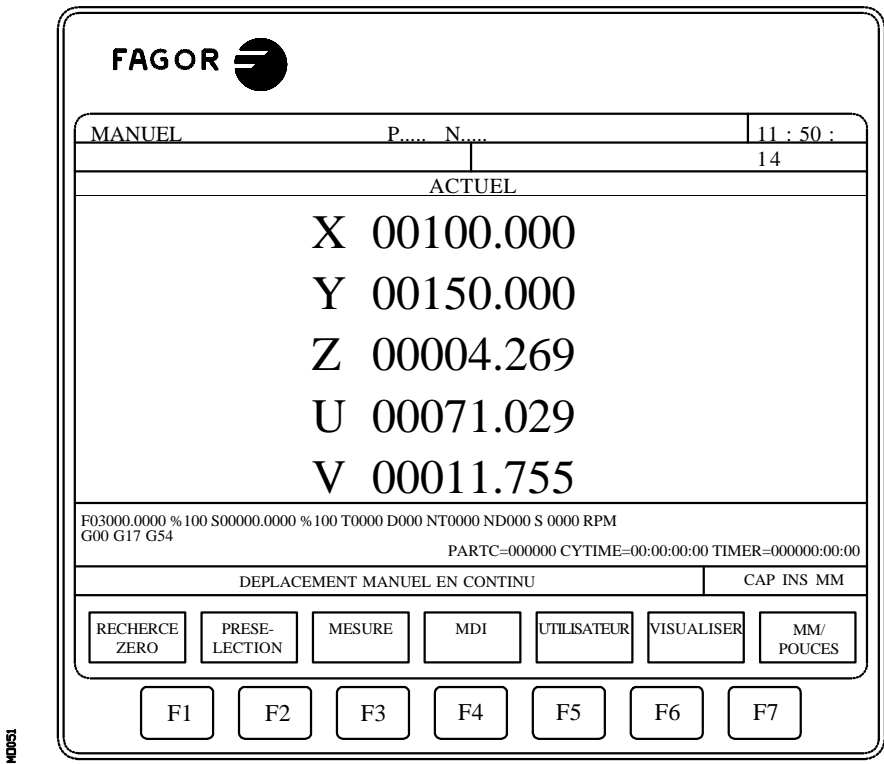 FAGOR
MANUEL P..... N..... 11 : 50 :
14
ACTUEL
X 00100.000
Y 00150.000
Z 00004.269
U 00071.029
V 00011.755
F03000.0000 %100 S00000.0000 %100 T0000 D000 NT0000 ND000 S 0000 RPM
G00 G17 G54
PARTC=000000 CYTIME=00:00:00:00 TIMER=000000:00:00
DEPLACEMENT MANUEL EN CONTINU CAP INS MM
RECHERCE
ZERO
PRESE-
LECTION
MESURE
MDI
UTILISATEUR
VISUALISER
MM/
POUCES
F1 F2 F3 F4 F5 F6 F7
MD051